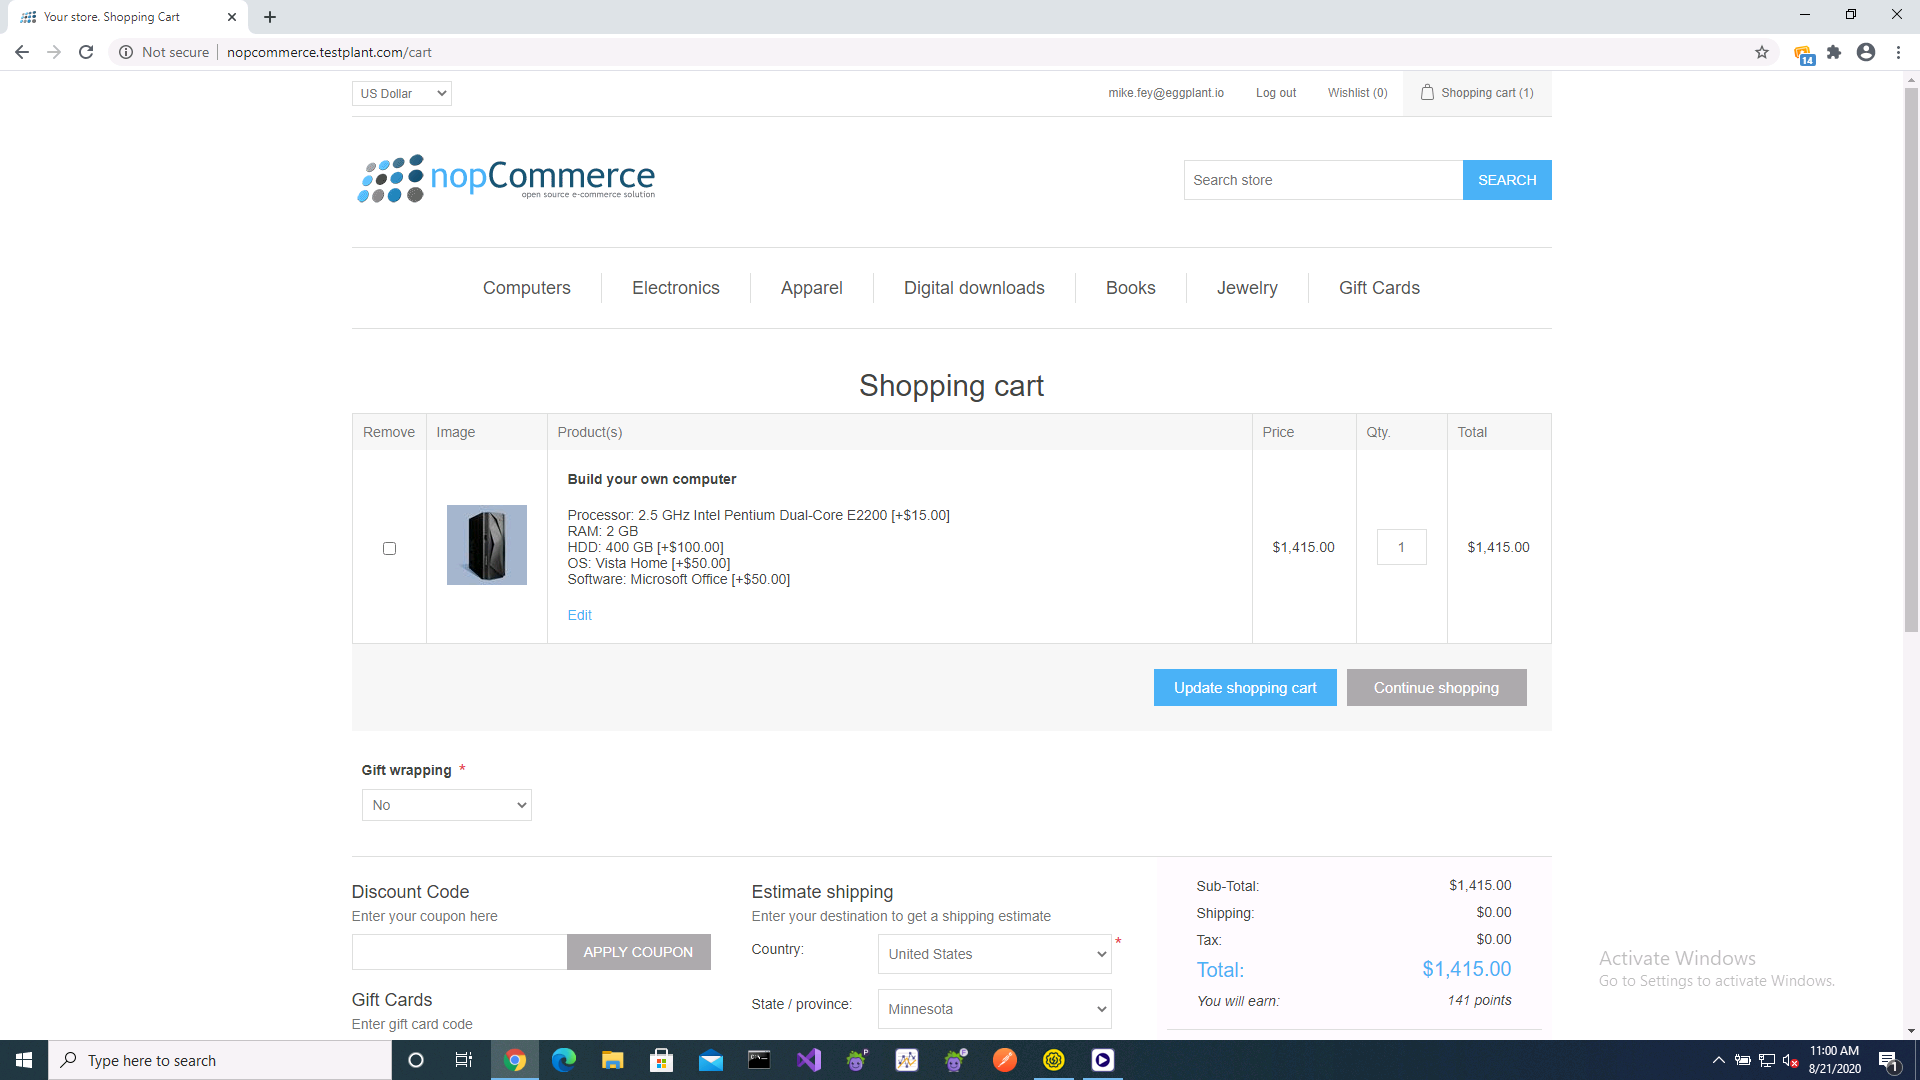 Your store. Shopping Cart
Not secure
nopcommerce.testplant.com/cart
14
US Dollar
mike.fey@eggplant.io
Log out
Wishlist (0)
Shopping cart (1)
nopCommerce
open source e-commerce solution
Search store
SEARCH
Computers
Electronics
Apparel
Digital downloads
Books
Jewelry
Gift Cards
Shopping cart
Remove
Image
Product(s)
Price
Qty.
Total
Build your own computer
Processor: 2.5 GHz Intel Pentium Dual-Core E2200 [+$15.00]
RAM: 2 GB
HDD: 400 GB [+$100.00]
OS: Vista Home [+$50.00]
Software: Microsoft Office [+$50.00]
Edit
$1,415.00
1
$1,415.00
Update shopping cart
Continue shopping
Gift wrapping *
No
Discount Code
Enter your coupon here
APPLY COUPON
Gift Cards
Enter gift card code
Estimate shipping
Enter your destination to get a shipping estimate
Country:
United States
*
State / province:
Minnesota
Sub-Total:
$1,415.00
Shipping:
$0.00
Tax:
$0.00
Total:
$1,415.00
You will earn:
141 points
Activate Windows
Go to Settings to activate Windows.
Type here to search
11:00 AM
8/21/2020
1